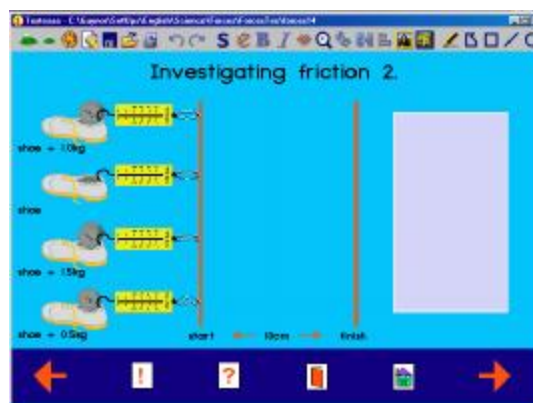 Investigating friction 2.
shoe + 1.0kg
shoe
shoe + 1.5kg
shoe + 0.5kg
start 10cm finish
! ?